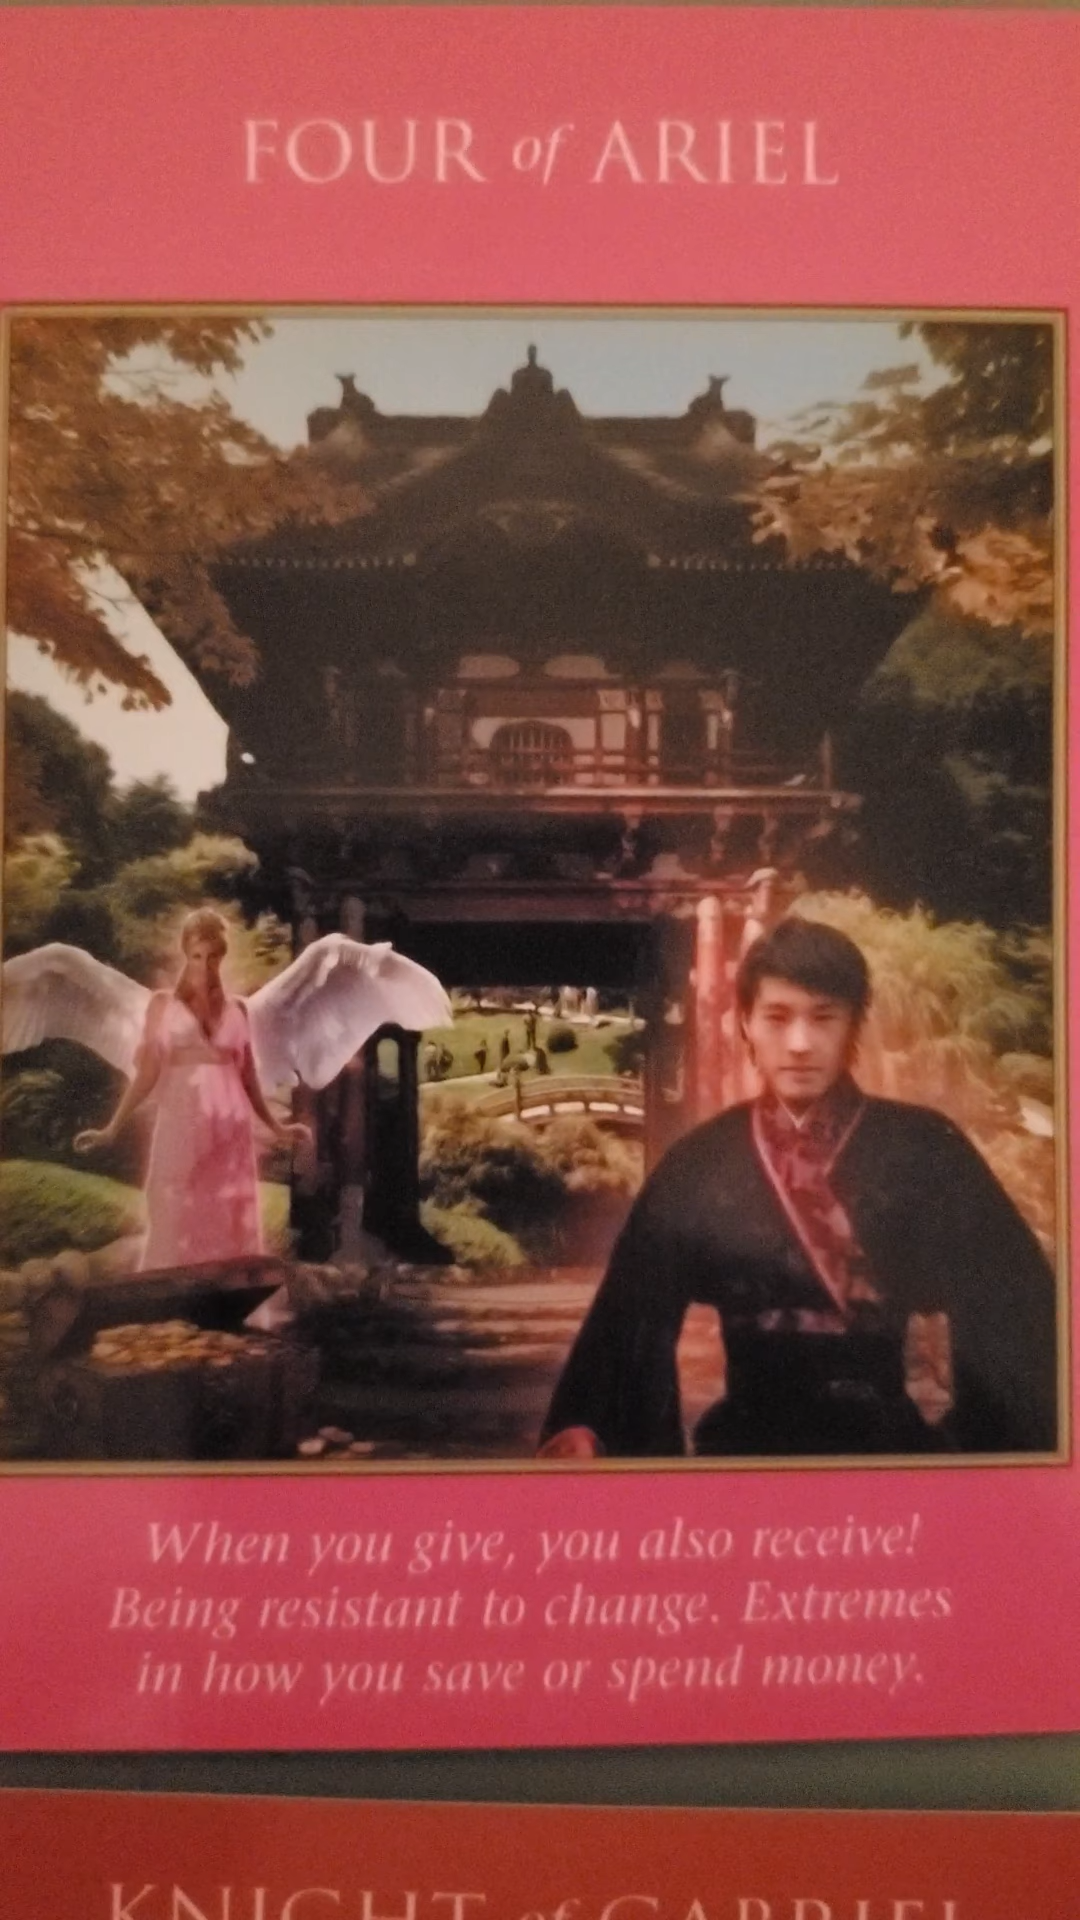 FOUR of ARIEL
When you give, you also receive!
Being resistant to change. Extremes
in how you save or spend money.
KNIGHT of GABRIEL